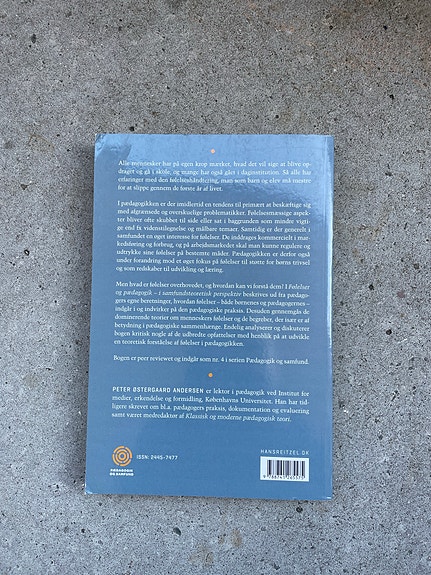 Alle mennesker har på egen krop mærket, hvad det vil sige at blive op-
draget og gå i skole, og mange har også gået i daginstitution. Så alle har
erfaringer med den følelseshåndtering, man som barn og elev må mestre
for at slippe gennem de første år af livet.
I pædagogikken er der imidlertid en tendens til primært at beskæftige sig
med afgrænsede og overskuelige problematikker. Følelsesmæssige aspek-
ter bliver ofte skubbet til side eller sat i baggrunden som mindre vigti-
ge end fx vidensstilegnelse og målbare temaer. Samtidig er der generelt i
samfundet en øget interesse for følelser. De inddrages kommercielt i mar-
kedsføring og forbrug, og på arbejdsmarkedet skal man kunne regulere og
udtrykke sine følelser på bestemte måder. Pædagogikken er derfor også
under forandring mod et øget fokus på følelser til støtte for børns trivsel
og som redskaber til udvikling og læring.
Men hvad er følelser overhovedet, og hvordan kan vi forstå dem? I Følelser
og pædagogik – i samfundsteoretisk perspektiv beskrives ud fra pædago-
gers egne beretninger, hvordan følelser – både børnenes og pædagogernes –
indgår i og indvirker på den pædagogiske praksis. Desuden gennemgås de
dominerende teorier om menneskers følelser og de begreber, der især er af
betydning i pædagogiske sammenhænge. Endelig analyserer og diskuterer
bogen kritisk nogle af de udbredte opfattelser med henblik på at udvikle
en teoretisk forståelse af følelser i pædagogikken.
Bogen er peer reviewet og indgår som nr. 4 i serien Pædagogik og samfund.
PETER ØSTERGAARD ANDERSEN er lektor i pædagogik ved Institut for
medier, erkendelse og formidling, Københavns Universitet. Han har tid-
ligere skrevet om bl.a. pædagogers praksis, dokumentation og evaluering
samt været medredaktør af Klassisk og moderne pædagogisk teori.
PÆDAGOGIK
OG SAMFUND
ISSN: 2445-7477
HANSREITZEL.DK